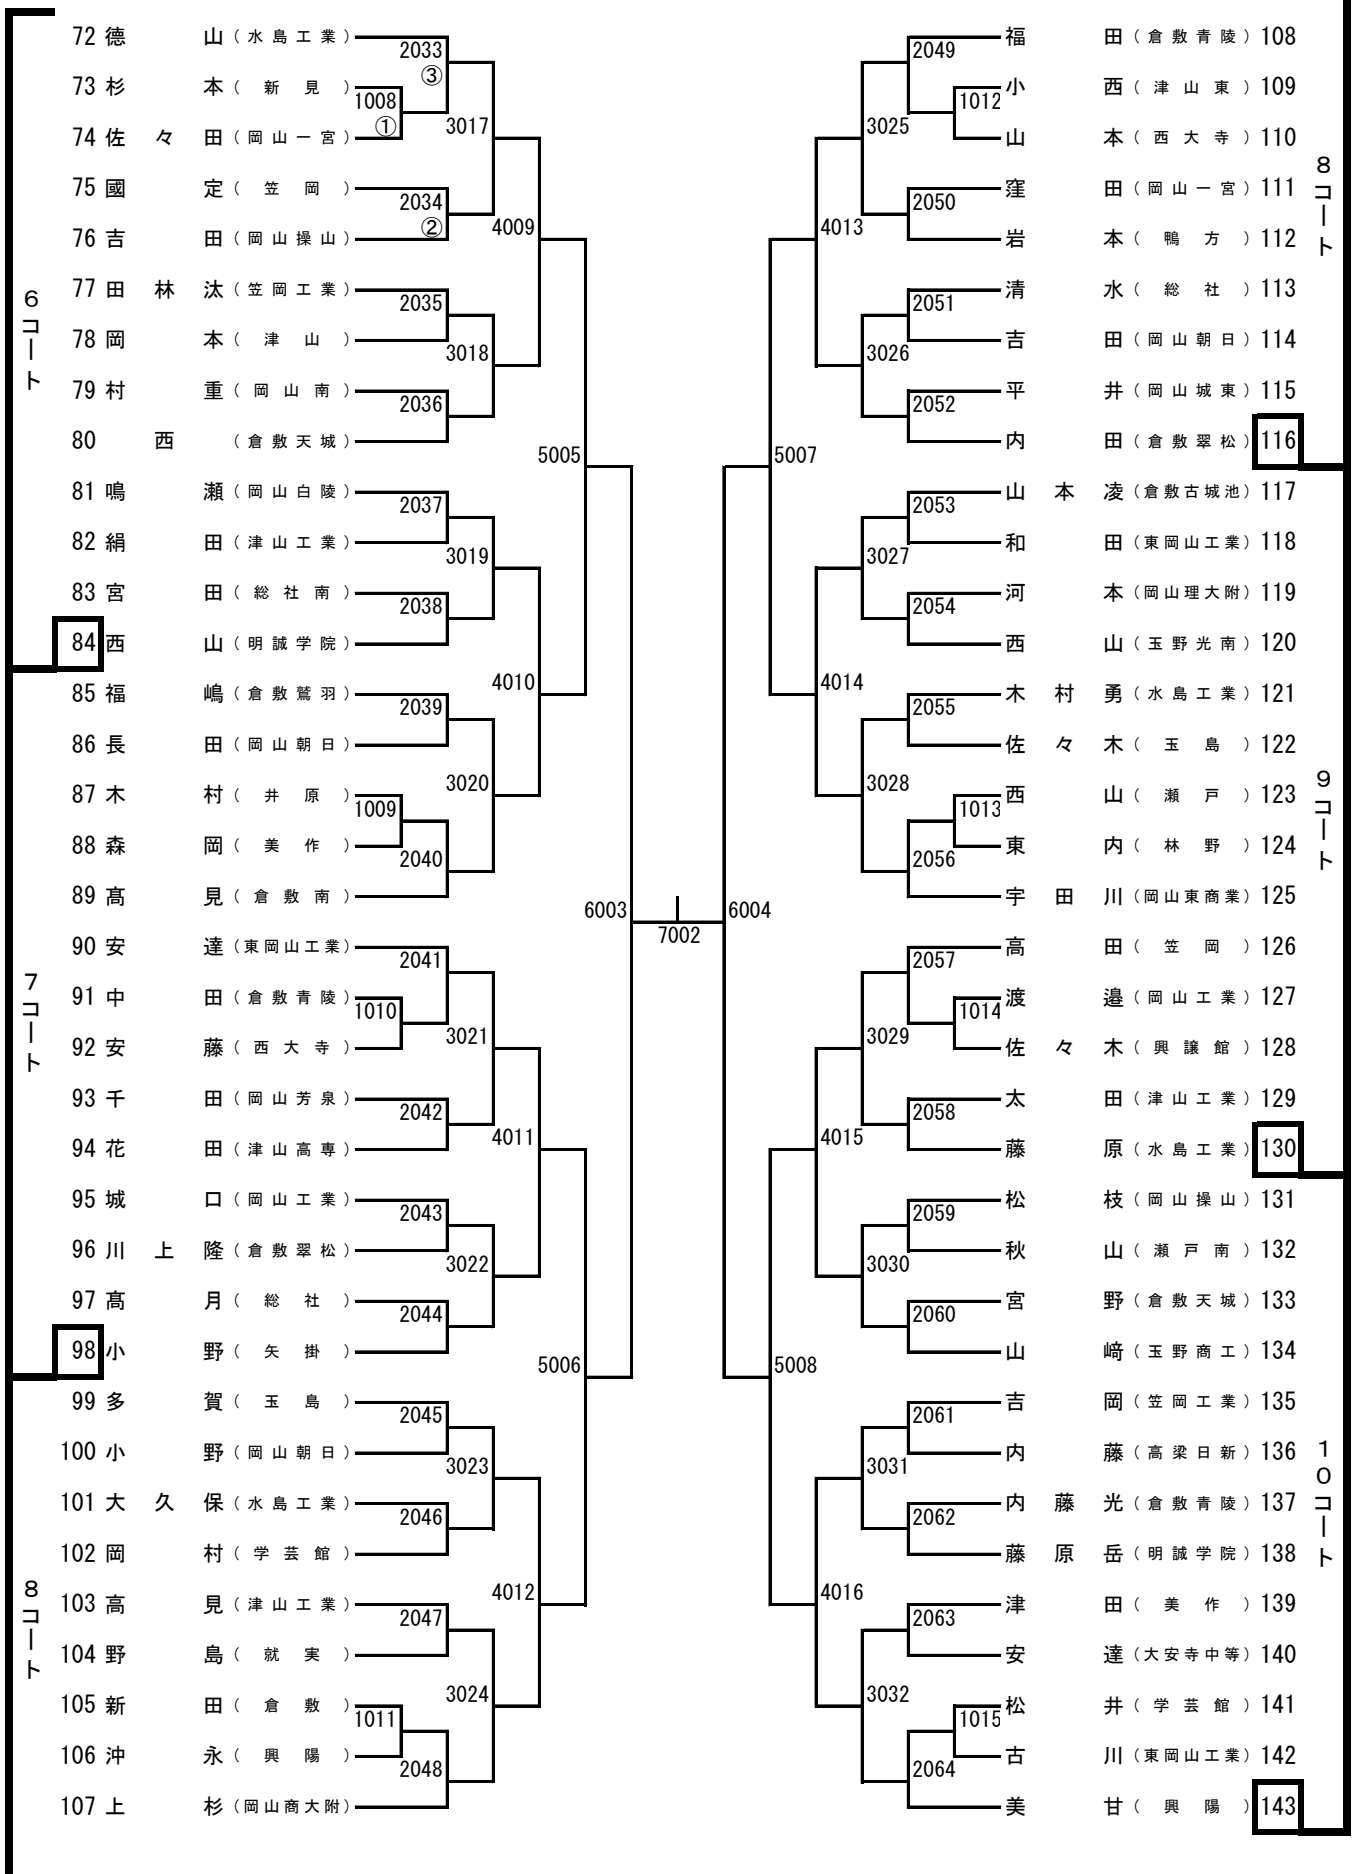 72 德山（水島工業）
2033
③
73 杉本（新見）
1008
①
74 佐々田（岡山一宮）
3017
75 國定（笠岡）
2034
②
76 吉田（岡山操山）
4009
77 田林汰（笠岡工業）
2035
78 岡本（津山）
3018
79 村重（岡山南）
2036
80 西（倉敷天城）
5005
81 鳴瀬（岡山白陵）
2037
82 絹田（津山工業）
3019
83 宮田（総社南）
2038
84 西山（明誠学院）
4010
85 福嶋（倉敷鷲羽）
2039
86 長田（岡山朝日）
3020
87 木村（井原）
1009
88 森岡（美作）
2040
89 髙見（倉敷南）
6003
90 安達（東岡山工業）
2041
91 中田（倉敷青陵）
1010
92 安藤（西大寺）
3021
93 千田（岡山芳泉）
2042
94 花田（津山高専）
4011
95 城口（岡山工業）
2043
96 川上隆（倉敷翠松）
3022
97 髙月（総社）
2044
98 小野（矢掛）
5006
99 多賀（玉島）
2045
100 小野（岡山朝日）
3023
101 大久保（水島工業）
2046
102 岡村（学芸館）
4012
103 高見（津山工業）
2047
104 野島（就実）
3024
105 新田（倉敷）
1011
106 沖永（興陽）
2048
107 上杉（岡山商大附）
6コート
7コート
8コート
7002
福田（倉敷青陵）108
2049
小西（津山東）109
1012
山本（西大寺）110
3025
窪田（岡山一宮）111
2050
岩本（鴨方）112
4013
清水（総社）113
2051
吉田（岡山朝日）114
3026
平井（岡山城東）115
2052
内田（倉敷翠松）116
5007
山本凌（倉敷古城池）117
2053
和田（東岡山工業）118
3027
河本（岡山理大附）119
2054
西山（玉野光南）120
4014
木村勇（水島工業）121
2055
佐々木（玉島）122
3028
西山（瀬戸）123
1013
東内（林野）124
2056
宇田川（岡山東商業）125
6004
高田（笠岡）126
2057
渡邉（岡山工業）127
1014
佐々木（興譲館）128
3029
太田（津山工業）129
2058
藤原（水島工業）130
4015
松枝（岡山操山）131
2059
秋山（瀬戸南）132
3030
宮野（倉敷天城）133
2060
山﨑（玉野商工）134
5008
吉岡（笠岡工業）135
2061
内藤（高梁日新）136
3031
内藤光（倉敷青陵）137
2062
藤原岳（明誠学院）138
4016
津田（美作）139
2063
安達（大安寺中等）140
3032
松井（学芸館）141
1015
古川（東岡山工業）142
2064
美甘（興陽）143
8コート
9コート
10コート